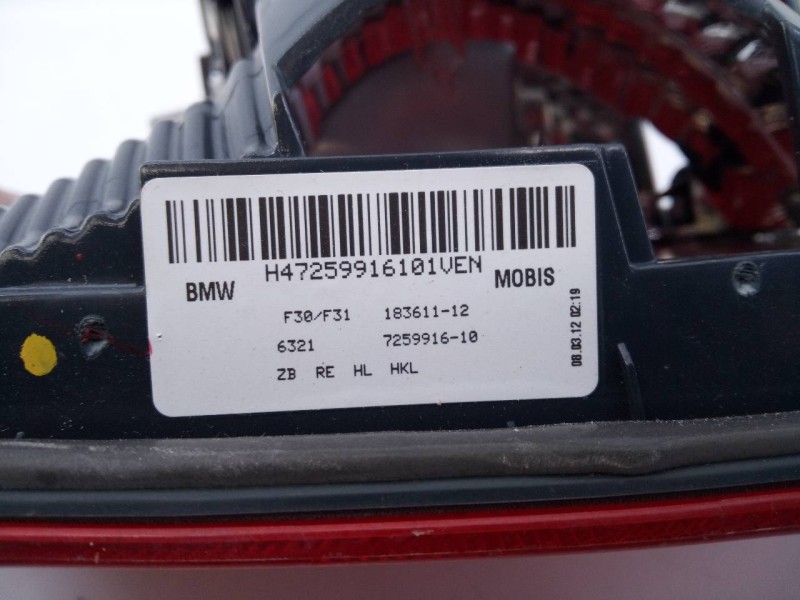 H47259916101VEN
BMW MOBIS
F30/F31 183611-12
6321 7259916-10
ZB RE HL HKL
08.03.12 02:19